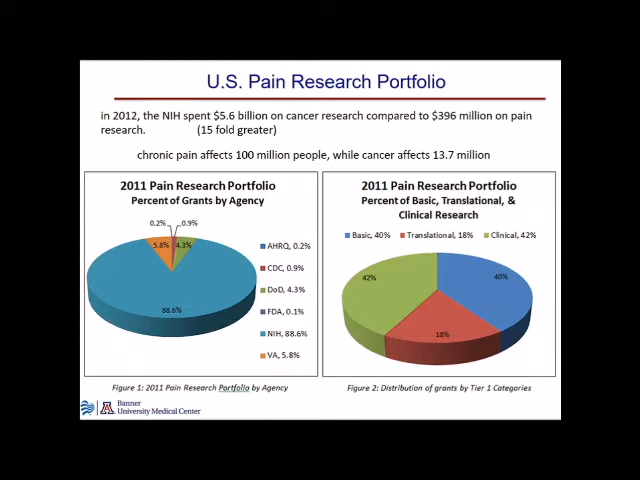 U.S. Pain Research Portfolio
in 2012, the NIH spent $5.6 billion on cancer research compared to $396 million on pain
research. (15 fold greater)
chronic pain affects 100 million people, while cancer affects 13.7 million
2011 Pain Research Portfolio
Percent of Grants by Agency
0.2%
0.9%
5.8%
4.3%
88.6%
AHRQ, 0.2%
CDC, 0.9%
DoD, 4.3%
FDA, 0.1%
NIH, 88.6%
VA, 5.8%
2011 Pain Research Portfolio
Percent of Basic, Translational, &
Clinical Research
Basic, 40%
Translational, 18%
Clinical, 42%
42%
40%
18%
Figure 1: 2011 Pain Research Portfolio by Agency
Figure 2: Distribution of grants by Tier 1 Categories
Banner
University Medical Center